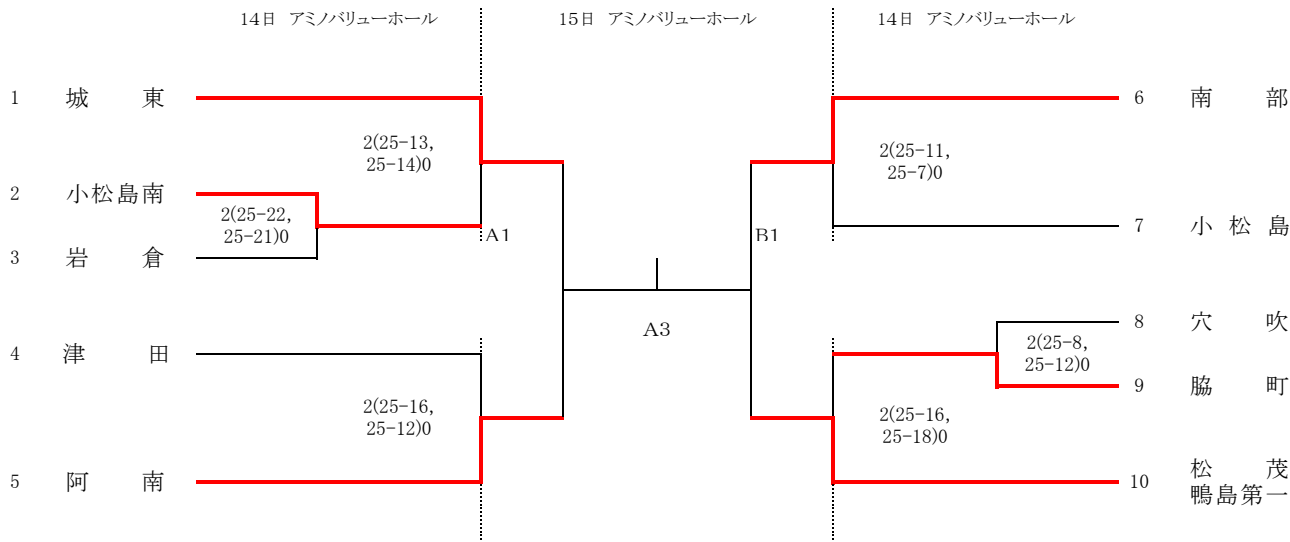 14日 アミノバリューホール
15日 アミノバリューホール
14日 アミノバリューホール
1 城 東
2(25-13,
25-14)0
2 小松島南
2(25-22,
25-21)0
3 岩 倉
A1
4 津 田
2(25-16,
25-12)0
5 阿 南
A3
B1
6 南 部
2(25-11,
25-7)0
7 小 松 島
8 穴 吹
2(25-8,
25-12)0
9 脇 町
2(25-16,
25-18)0
10 松 茂
鴨島第一